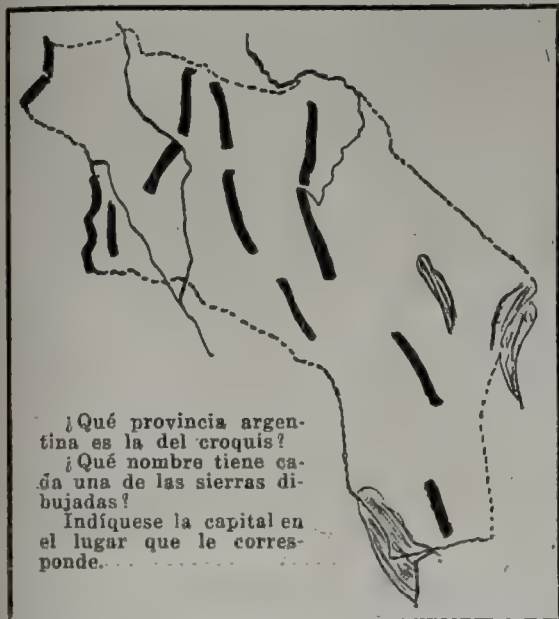 ¿Qué provincia argen-
tina es la del croquis?
¿Qué nombre tiene ca-
da una de las sierras di-
bujadas?
Indíquese la capital en
el lugar que le corres-
ponde.